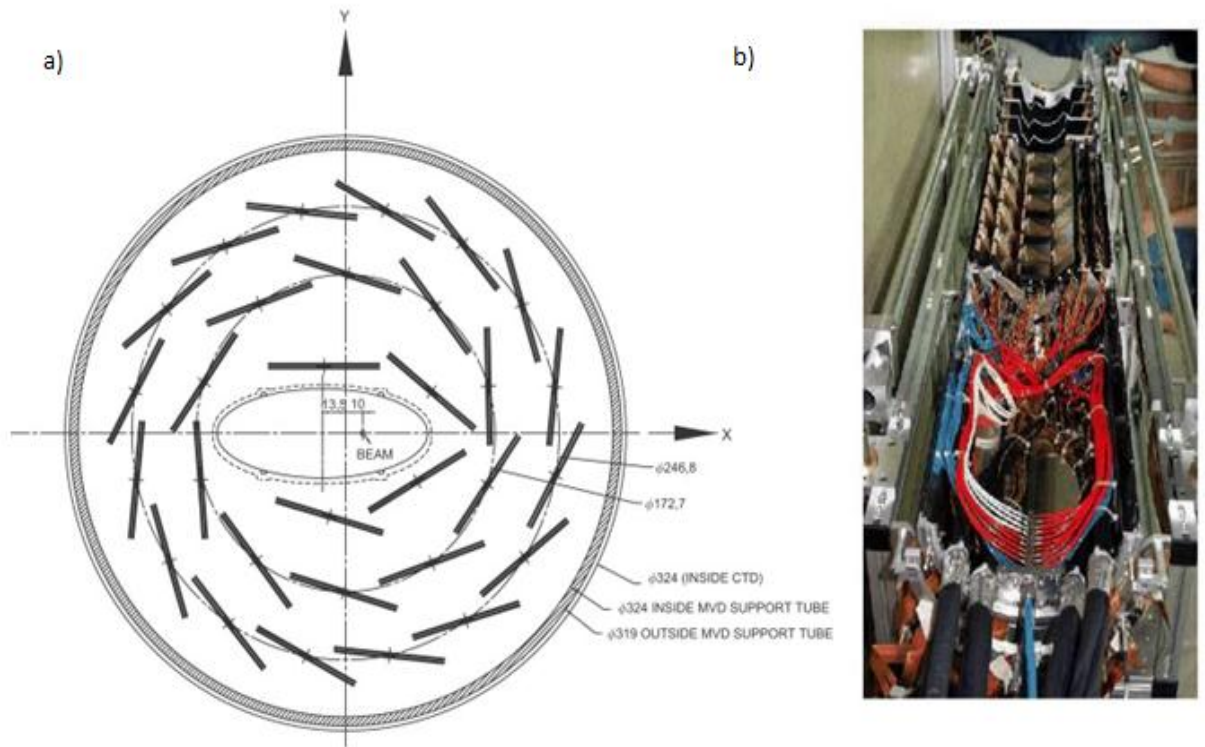 a)
Y
b)
13.9 10
BEAM
X
ϕ246,8
ϕ172,7
ϕ324 (INSIDE CTD)
ϕ324 INSIDE MVD SUPPORT TUBE
ϕ319 OUTSIDE MVD SUPPORT TUBE